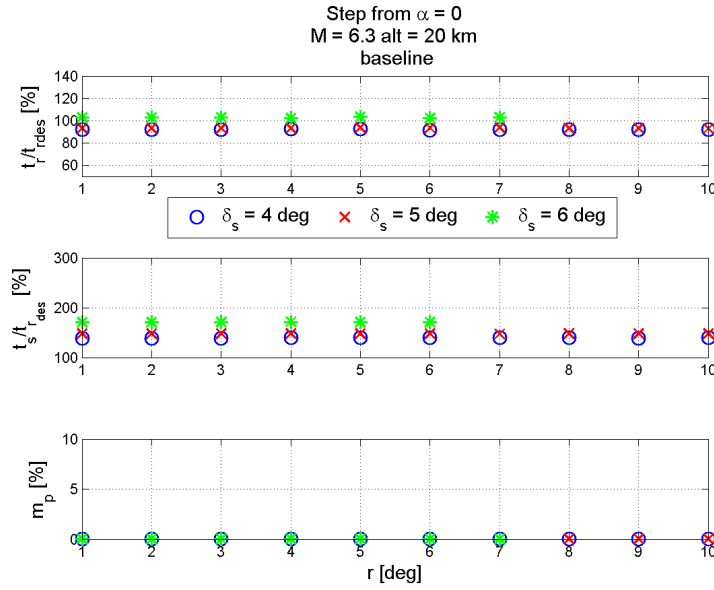 Step from α = 0
M = 6.3 alt = 20 km
baseline
t_r/t_rdes [%]
140
120
100
80
60
1 2 3 4 5 6 7 8 9 10
δ_s = 4 deg δ_s = 5 deg δ_s = 6 deg
t_s/t_r_des [%]
300
200
100
1 2 3 4 5 6 7 8 9 10
m_p [%]
10
5
0
1 2 3 4 5 6 7 8 9 10
r [deg]